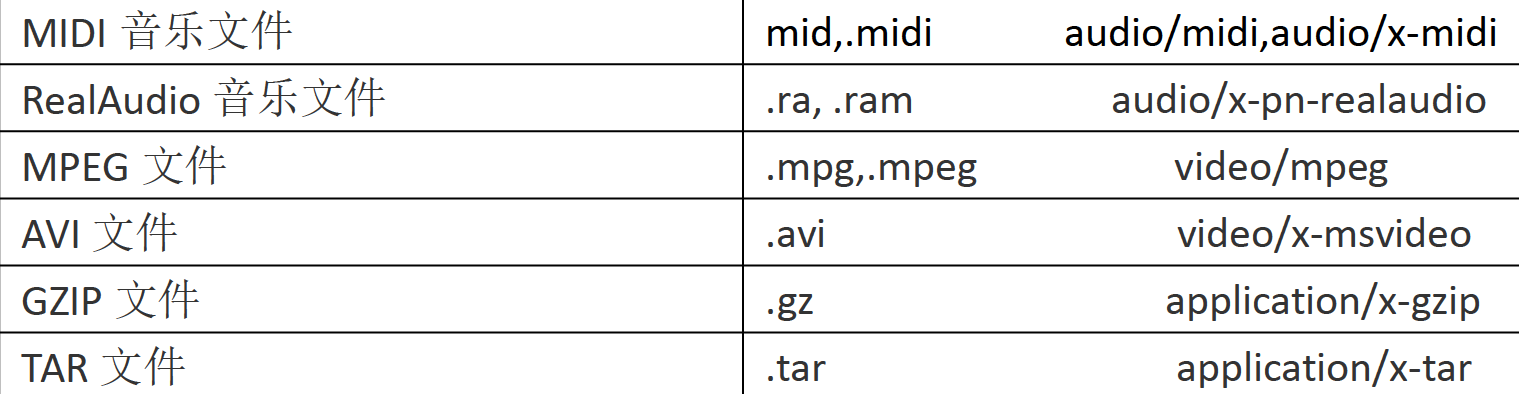 MIDI 音乐文件 mid,.midi audio/midi,audio/x-midi
RealAudio 音乐文件 .ra, .ram audio/x-pn-realaudio
MPEG 文件 .mpg,.mpeg video/mpeg
AVI 文件 .avi video/x-msvideo
GZIP 文件 .gz application/x-gzip
TAR 文件 .tar application/x-tar